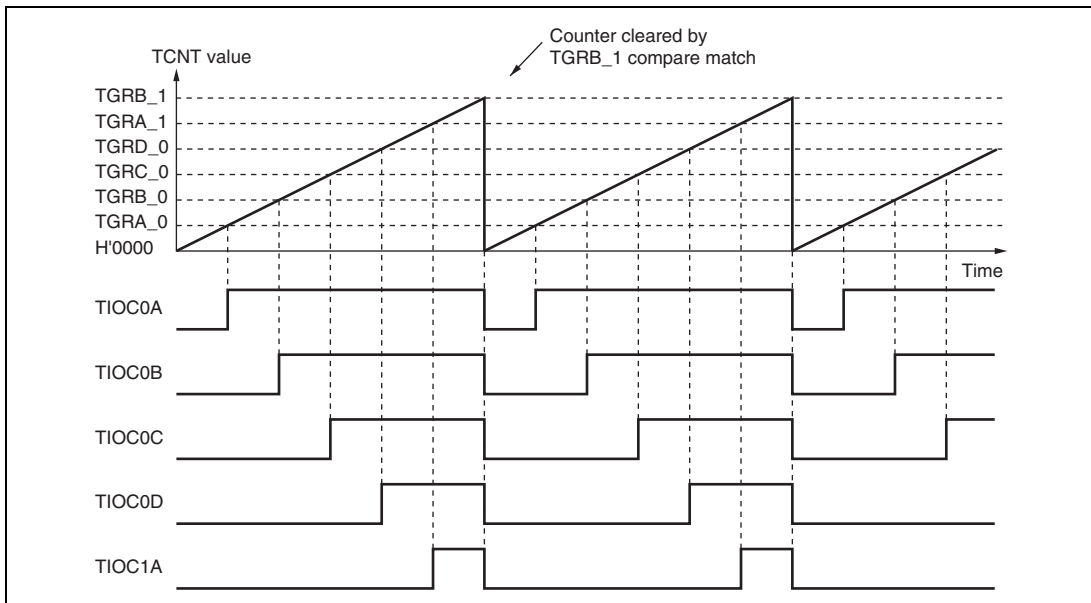 Counter cleared by
TGRB_1 compare match
TCNT value
TGRB_1
TGRA_1
TGRD_0
TGRC_0
TGRB_0
TGRA_0
H'0000
Time
TIOC0A
TIOC0B
TIOC0C
TIOC0D
TIOC1A